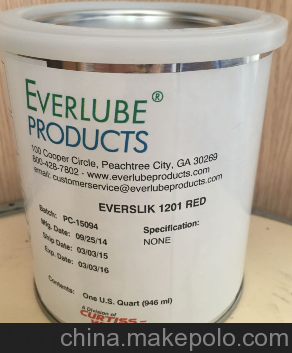 EVERLUBE®
PRODUCTS
100 Cooper Circle, Peachtree City, GA 30269
800-428-7802 - www.everlubeproducts.com
email: customerservice@everlubeproducts.com
EVERSLIK 1201 RED
Batch: PC-15094 Specification:
Mfg. Date: 09/25/14 NONE
Ship Date: 03/03/15
Exp. Date: 03/03/16
Contents: One U.S. Quart (946 ml)
A Division of
CURTISS-
china.makepolo.com